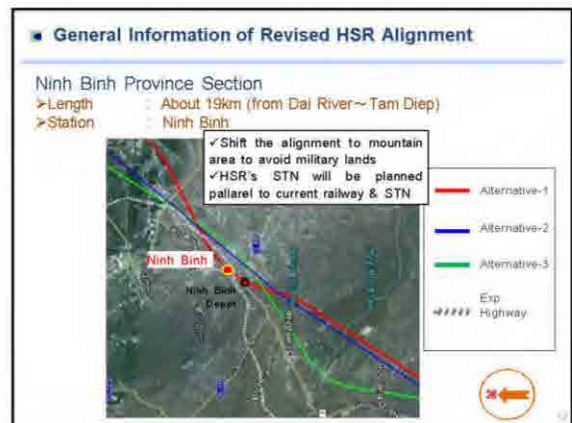 General Information of Revised HSR Alignment
Ninh Binh Province Section
➢Length : About 19km (from Dai River～Tam Diep)
➢Station : Ninh Binh
✓Shift the alignment to mountain
area to avoid military lands
✓HSR's STN will be planned
pallarel to current railway & STN
Ninh Binh
Ninh Binh
Depot
Alternative-1
Alternative-2
Alternative-3
Exp
Highway